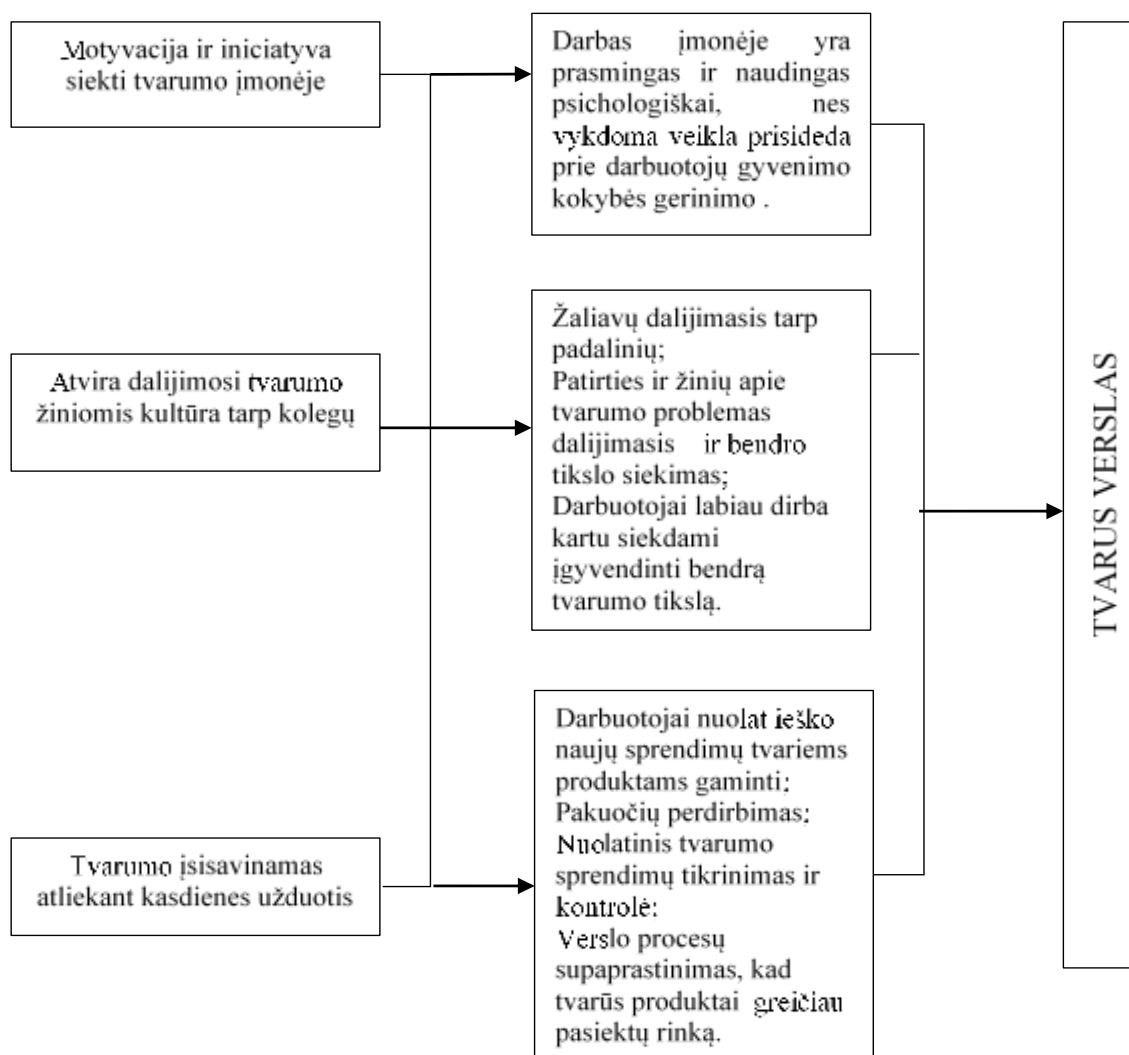 Motyvacija ir iniciatyva
siekti tvarumo įmonėje
Darbas įmonėje yra
prasmingas ir naudingas
psichologiškai, nes
vykdoma veikla prisideda
prie darbuotojų gyvenimo
kokybės gerinimo .
Atvira dalijimosi tvarumo
žiniomis kultūra tarp kolegų
Žaliavų dalijimasis tarp
padalinių;
Patirties ir žinių apie
tvarumo problemas
dalijimasis ir bendro
tikslo siekimas;
Darbuotojai labiau dirba
kartu siekdami
įgyvendinti bendrą
tvarumo tikslą.
Tvarumo įsisavinamas
atliekant kasdienes užduotis
Darbuotojai nuolat ieško
naujų sprendimų tvariems
produktams gaminti;
Pakuočių perdirbimas;
Nuolatinis tvarumo
sprendimų tikrinimas ir
kontrolė;
Verslo procesų
supaprastinimas, kad
tvarūs produktai greičiau
pasiektų rinką.
TVARUS VERSLAS